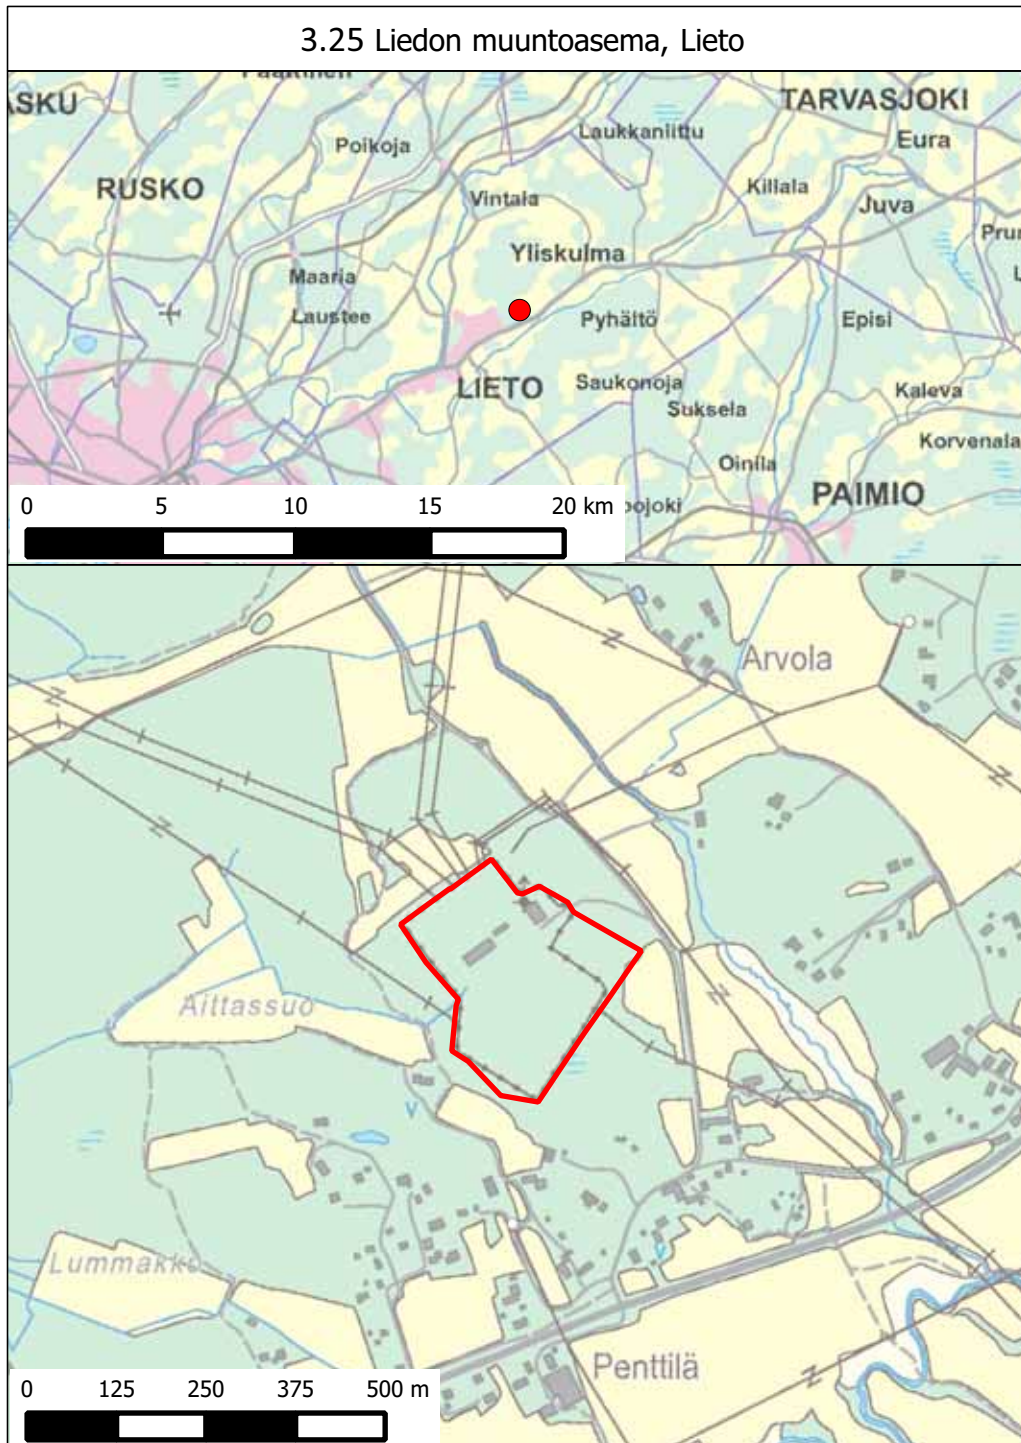 3.25 Liedon muuntoasema, Lieto
TARVASJOKI
Laukkaniittu
Eura
Poikoja
RUSKO
Vintala
Killala
Juva
Yliskulma
Maaria
Laustee
Pyhältö
Episi
LIETO
Saukonoja
Suksela
Kaleva
Korvenala
Oinila
PAIMIO
0 5 10 15 20 km
Arvola
Aittassuo
V
V
Lummakko
Penttilä
0 125 250 375 500 m